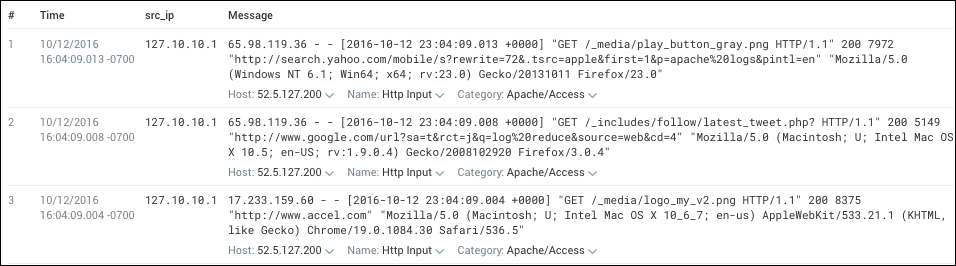 # Time src_ip Message
1 10/12/2016 127.10.10.1 65.98.119.36 - - [2016-10-12 23:04:09.013 +0000] "GET /_media/play_button_gray.png HTTP/1.1" 200 7972
16:04:09.013 -0700 "http://search.yahoo.com/mobile/s?rewrite=72&.tsrc=apple&first=1&p=apache%20logs&pintl=en" "Mozilla/5.0
(Windows NT 6.1; Win64; x64; rv:23.0) Gecko/20131011 Firefox/23.0"
Host: 52.5.127.200 Name: Http Input Category: Apache/Access
2 10/12/2016 127.10.10.1 65.98.119.36 - - [2016-10-12 23:04:09.008 +0000] "GET /_includes/follow/latest_tweet.php? HTTP/1.1" 200 5149
16:04:09.008 -0700 "http://www.google.com/url?sa=t&rct=j&q=log%20reduce&source=web&cd=4" "Mozilla/5.0 (Macintosh; U; Intel Mac OS
X 10.5; en-US; rv:1.9.0.4) Gecko/2008102920 Firefox/3.0.4"
Host: 52.5.127.200 Name: Http Input Category: Apache/Access
3 10/12/2016 127.10.10.1 17.233.159.60 - - [2016-10-12 23:04:09.004 +0000] "GET /_media/logo_my_v2.png HTTP/1.1" 200 8375
16:04:09.004 -0700 "http://www.accel.com" "Mozilla/5.0 (Macintosh; U; Intel Mac OS X 10_6_7; en-us) AppleWebKit/533.21.1 (KHTML,
like Gecko) Chrome/19.0.1084.30 Safari/536.5"
Host: 52.5.127.200 Name: Http Input Category: Apache/Access